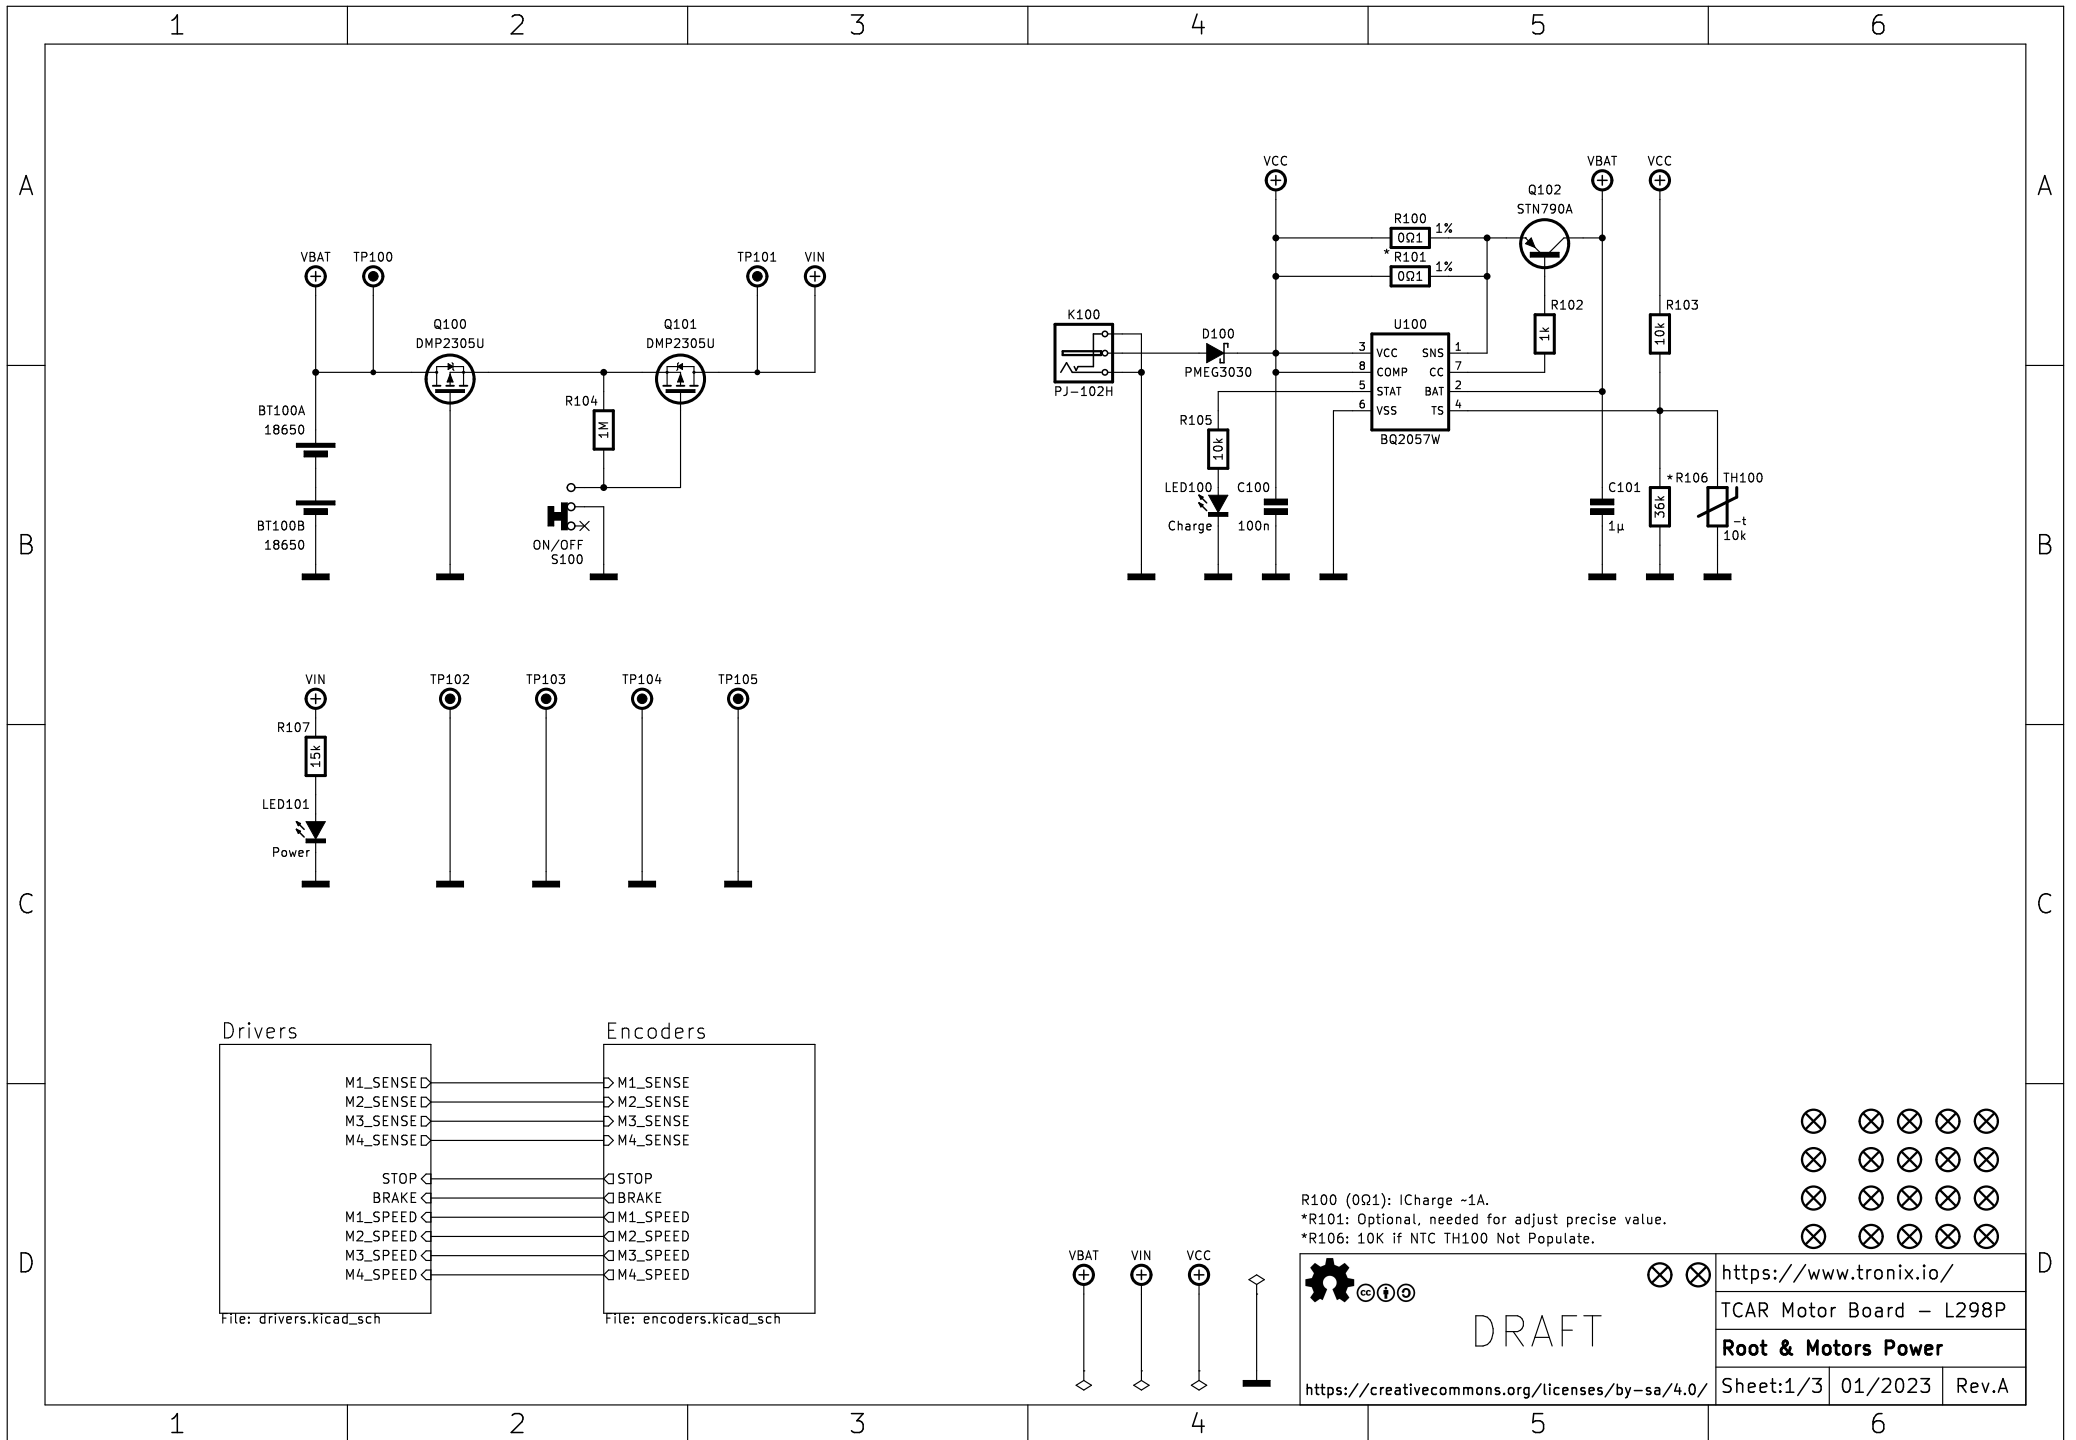 1 2 3 4 5 6
A A
B B
C C
D D
1 2 3 4 5 6
VBAT
TP100
TP101
VIN
Q100
DMP2305U
Q101
DMP2305U
BT100A
18650
BT100B
18650
R104
1M
ON/OFF
S100
VCC
VBAT
VCC
Q102
STN790A
R100
0Ω1
1%
* R101
0Ω1
1%
K100
PJ-102H
D100
PMEG3030
U100
3 VCC SNS 1
8 COMP CC 7
5 STAT BAT 2
6 VSS TS 4
BQ2057W
R102
1k
R103
10k
R105
10k
LED100
Charge
C100
100n
C101
1µ
*R106
36k
TH100
-t
10k
VIN
R107
15k
LED101
Power
TP102
TP103
TP104
TP105
Drivers
M1_SENSE
M2_SENSE
M3_SENSE
M4_SENSE
STOP
BRAKE
M1_SPEED
M2_SPEED
M3_SPEED
M4_SPEED
File: drivers.kicad_sch
Encoders
M1_SENSE
M2_SENSE
M3_SENSE
M4_SENSE
STOP
BRAKE
M1_SPEED
M2_SPEED
M3_SPEED
M4_SPEED
File: encoders.kicad_sch
VBAT
VIN
VCC
R100 (0Ω1): ICharge ~1A.
*R101: Optional, needed for adjust precise value.
*R106: 10K if NTC TH100 Not Populate.
cc
DRAFT
https://creativecommons.org/licenses/by-sa/4.0/
https://www.tronix.io/
TCAR Motor Board - L298P
Root & Motors Power
Sheet:1/3
01/2023
Rev.A